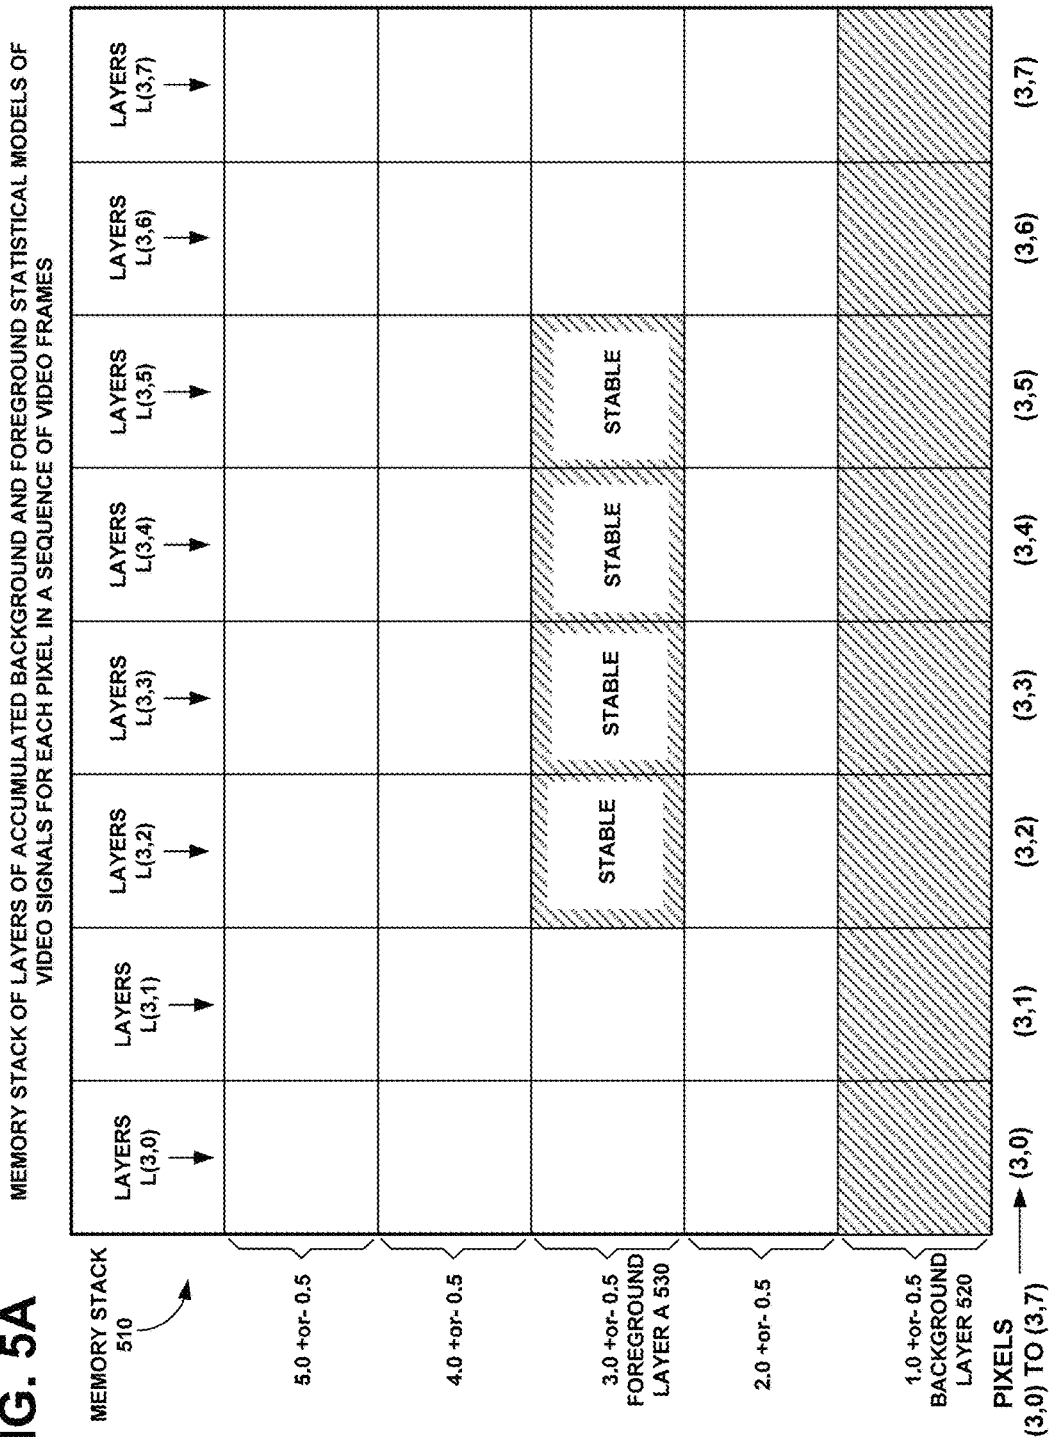 IG. 5A
MEMORY STACK OF LAYERS OF ACCUMULATED BACKGROUND AND FOREGROUND STATISTICAL MODELS OF
VIDEO SIGNALS FOR EACH PIXEL IN A SEQUENCE OF VIDEO FRAMES
MEMORY STACK
510
LAYERS
L(3,0)
LAYERS
L(3,1)
LAYERS
L(3,2)
LAYERS
L(3,3)
LAYERS
L(3,4)
LAYERS
L(3,5)
LAYERS
L(3,6)
LAYERS
L(3,7)
5.0 +or- 0.5
4.0 +or- 0.5
3.0 +or- 0.5
FOREGROUND
LAYER A 530
STABLE
STABLE
STABLE
STABLE
2.0 +or- 0.5
1.0 +or- 0.5
BACKGROUND
LAYER 520
PIXELS
(3,0) TO (3,7)
(3,0)
(3,1)
(3,2)
(3,3)
(3,4)
(3,5)
(3,6)
(3,7)